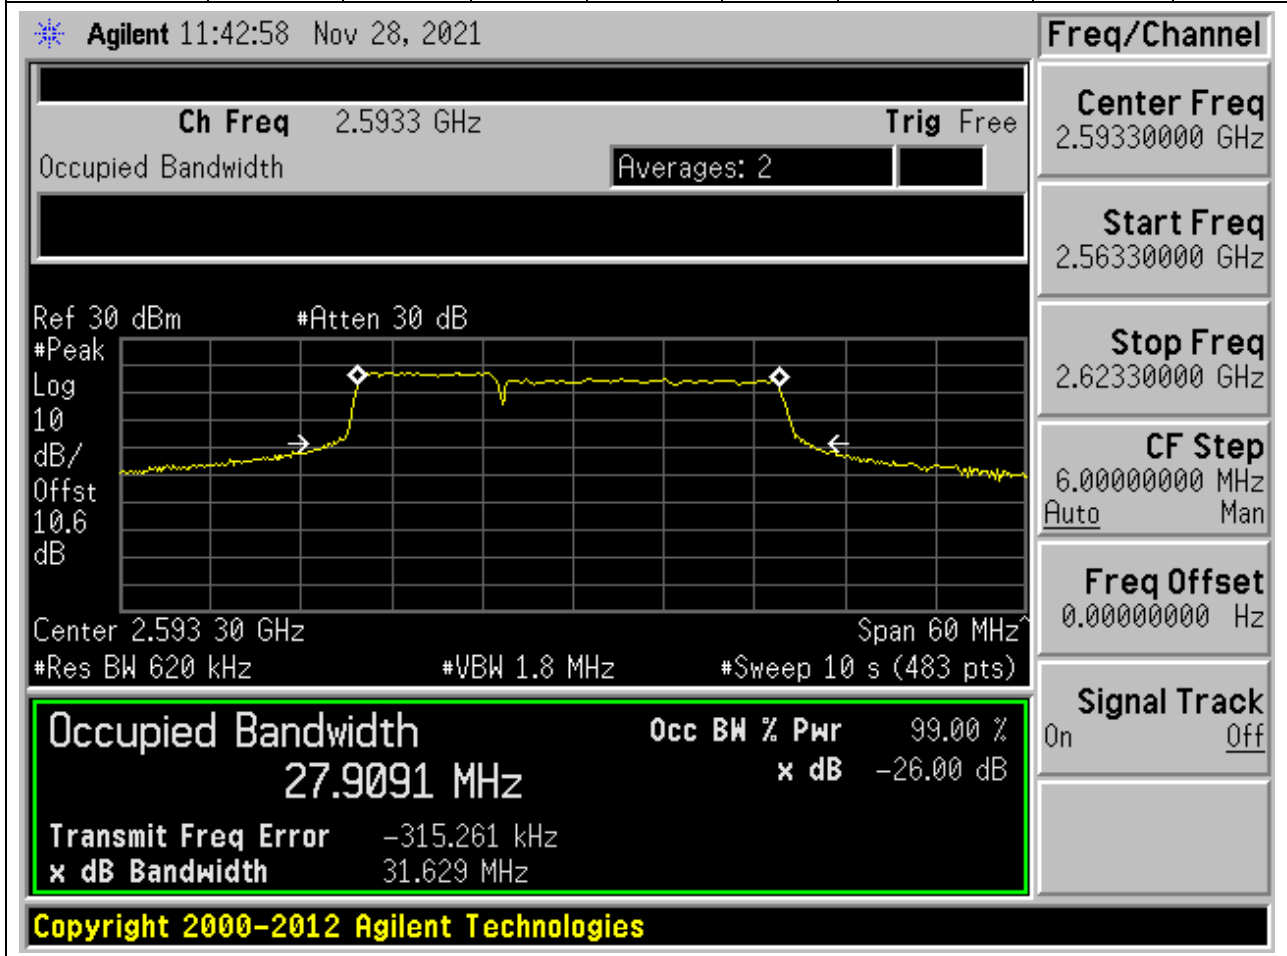 Agilent 11:42:58 Nov 28, 2021
Freq/Channel
Ch Freq 2.5933 GHz Trig Free
Occupied Bandwidth Averages: 2
Center Freq
2.59330000 GHz
Start Freq
2.56330000 GHz
Stop Freq
2.62330000 GHz
CF Step
6.00000000 MHz
Auto Man
Freq Offset
0.00000000 Hz
Signal Track
On Off
Ref 30 dBm #Atten 30 dB
#Peak
Log
10
dB/
Offst
10.6
dB
Center 2.593 30 GHz Span 60 MHz^
#Res BW 620 kHz #VBW 1.8 MHz #Sweep 10 s (483 pts)
Occupied Bandwidth
27.9091 MHz
Occ BW % Pwr 99.00 %
x dB -26.00 dB
Transmit Freq Error -315.261 kHz
x dB Bandwidth 31.629 MHz
Copyright 2000-2012 Agilent Technologies